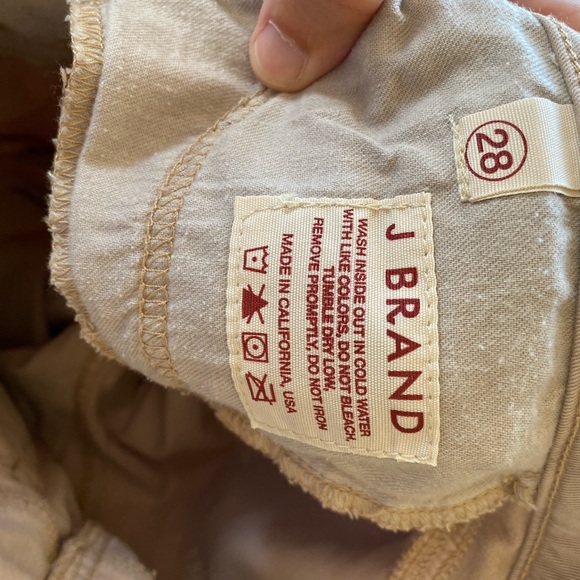 J BRAND
WASH INSIDE OUT IN COLD WATER
WITH LIKE COLORS, DO NOT BLEACH,
TUMBLE DRY LOW,
REMOVE PROMPTLY, DO NOT IRON
MADE IN CALIFORNIA, USA
28